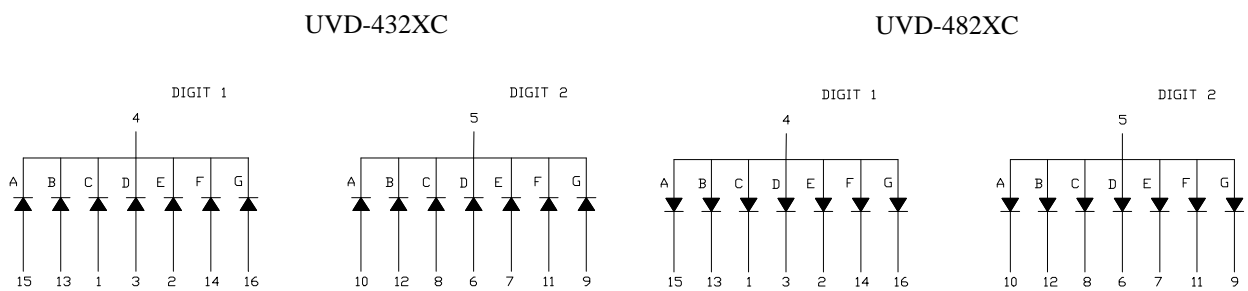 UVD-432XC UVD-482XC
DIGIT 1 DIGIT 2 DIGIT 1 DIGIT 2
4 5 4 5
A B C D E F G A B C D E F G A B C D E F G A B C D E F G
15 13 1 3 2 14 16 10 12 8 6 7 11 9 15 13 1 3 2 14 16 10 12 8 6 7 11 9